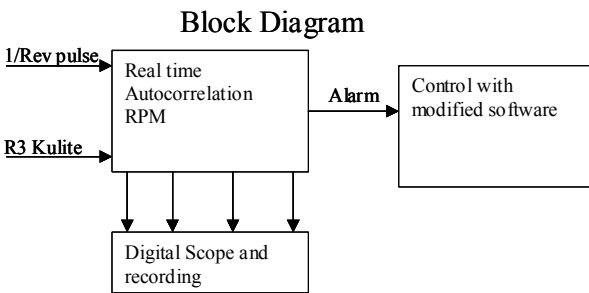 Block Diagram
1/Rev pulse
Real time
Autocorrelation
RPM
Alarm
Control with
modified software
R3 Kulite
Digital Scope and
recording